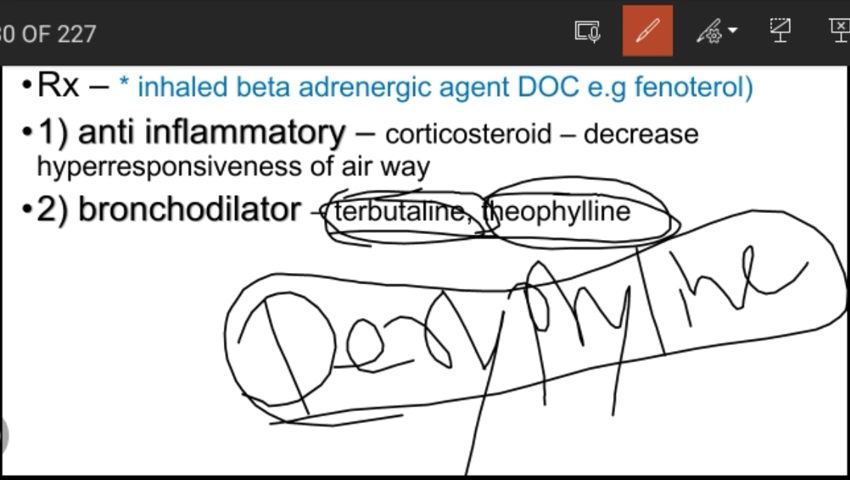 30 OF 227
•Rx – * inhaled beta adrenergic agent DOC e.g fenoterol)
•1) anti inflammatory – corticosteroid – decrease
hyperresponsiveness of air way
•2) bronchodilator – terbutaline, theophylline
Deryphyline